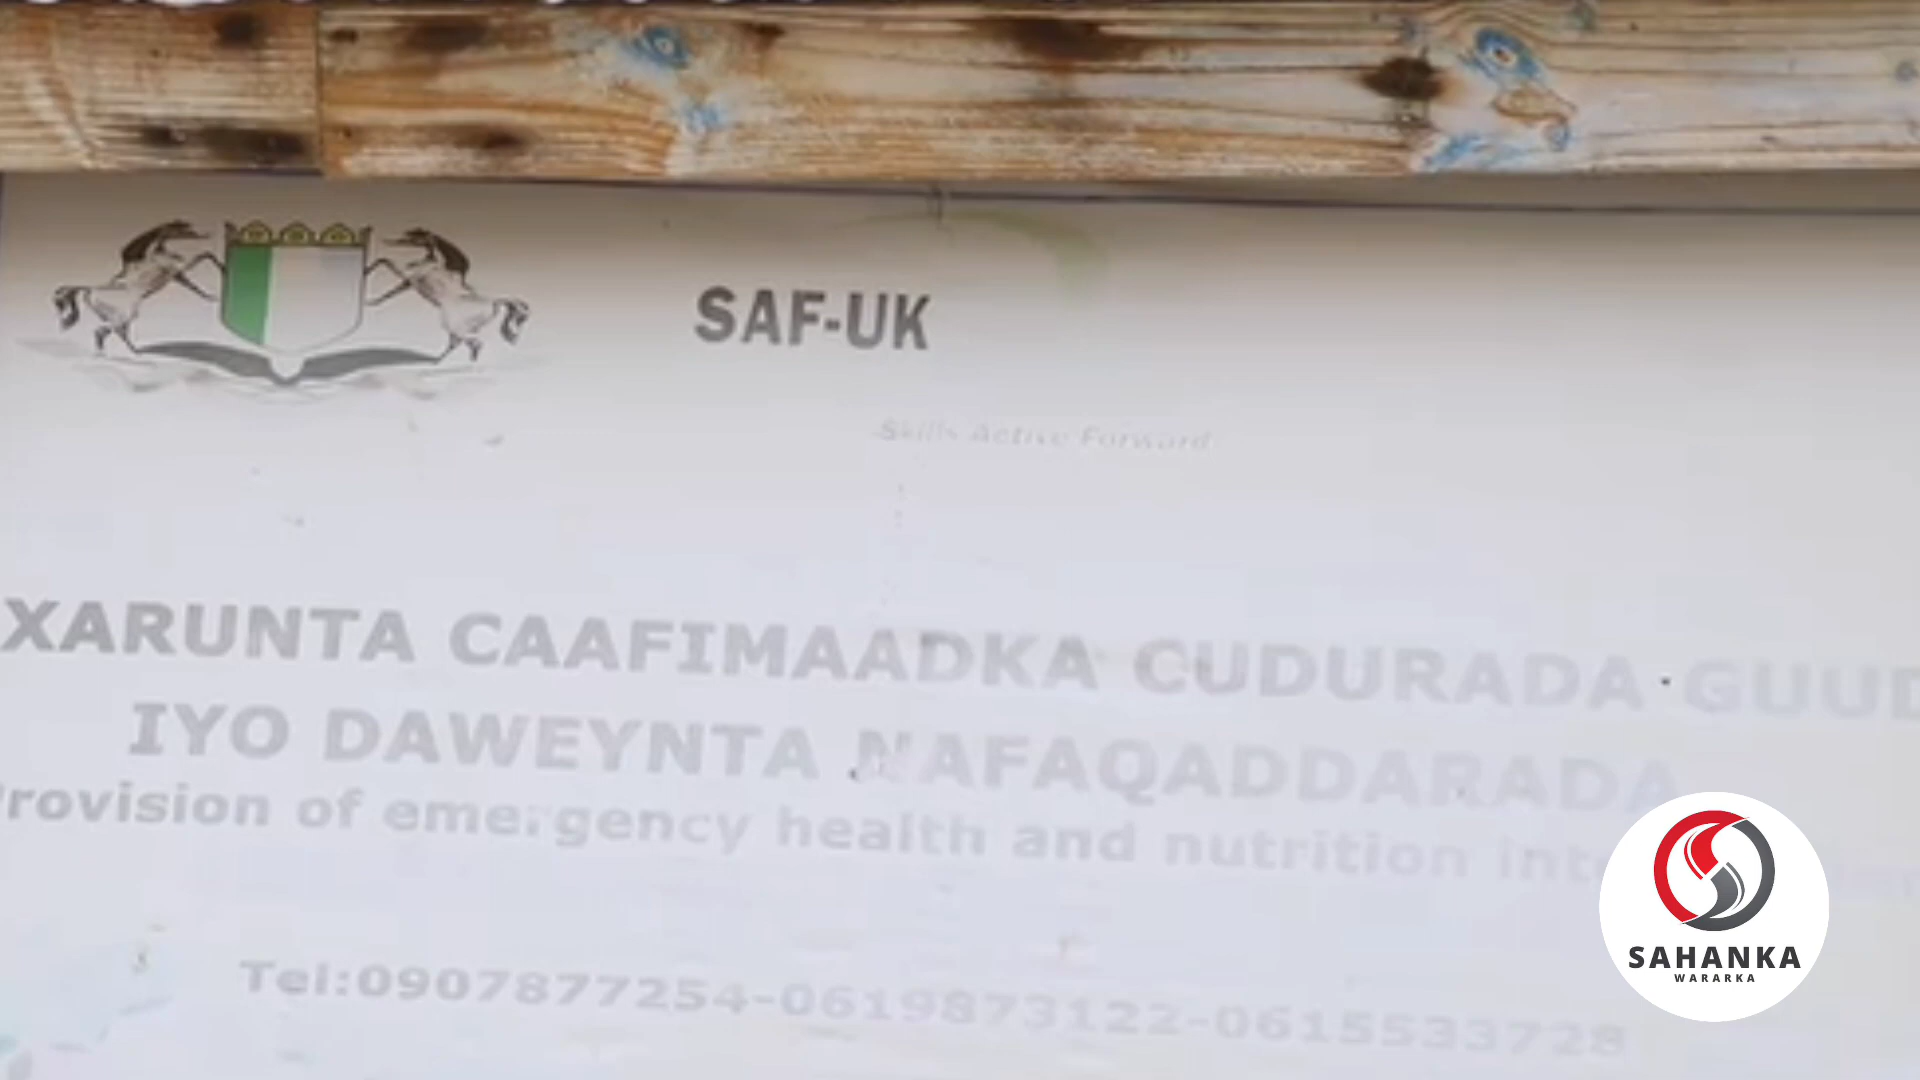 SAF-UK
Skills Active Forward
XARUNTA CAAFIMAADKA CUDURADA GUUD
IYO DAWEYNTA NAFAQADDARADA
Provision of emergency health and nutrition
Tel:0907877254-0619873122-0615533728
SAHANKA
WARARKA